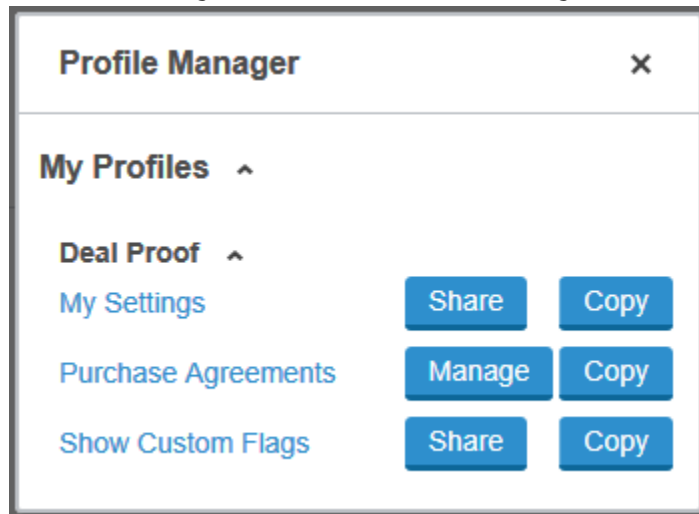 Profile Manager ×
My Profiles
Deal Proof
My Settings Share Copy
Purchase Agreements Manage Copy
Show Custom Flags Share Copy